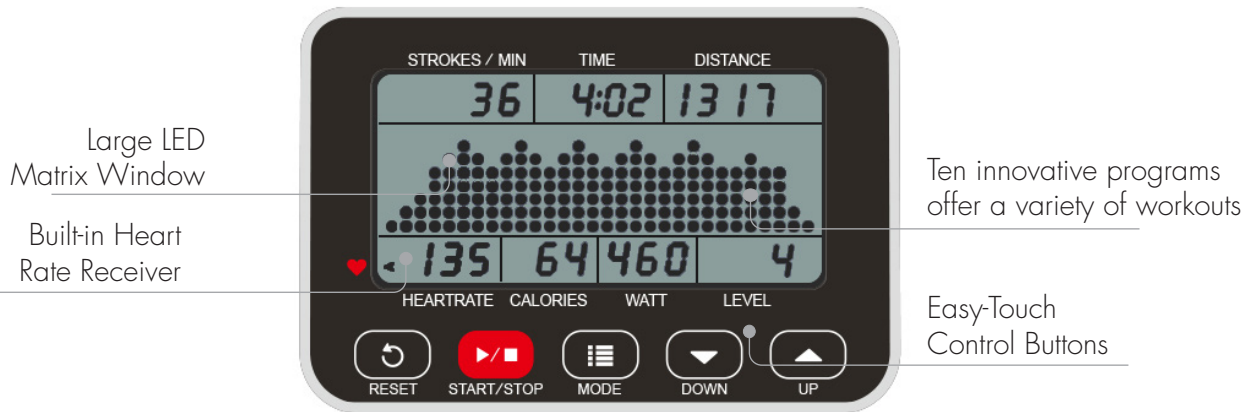 STROKES / MIN TIME DISTANCE
36 4:02 1317
Large LED
Matrix Window
Ten innovative programs
offer a variety of workouts
Built-in Heart
Rate Receiver
135 64 460 4
HEARTRATE CALORIES WATT LEVEL
Easy-Touch
Control Buttons
RESET START/STOP MODE DOWN UP